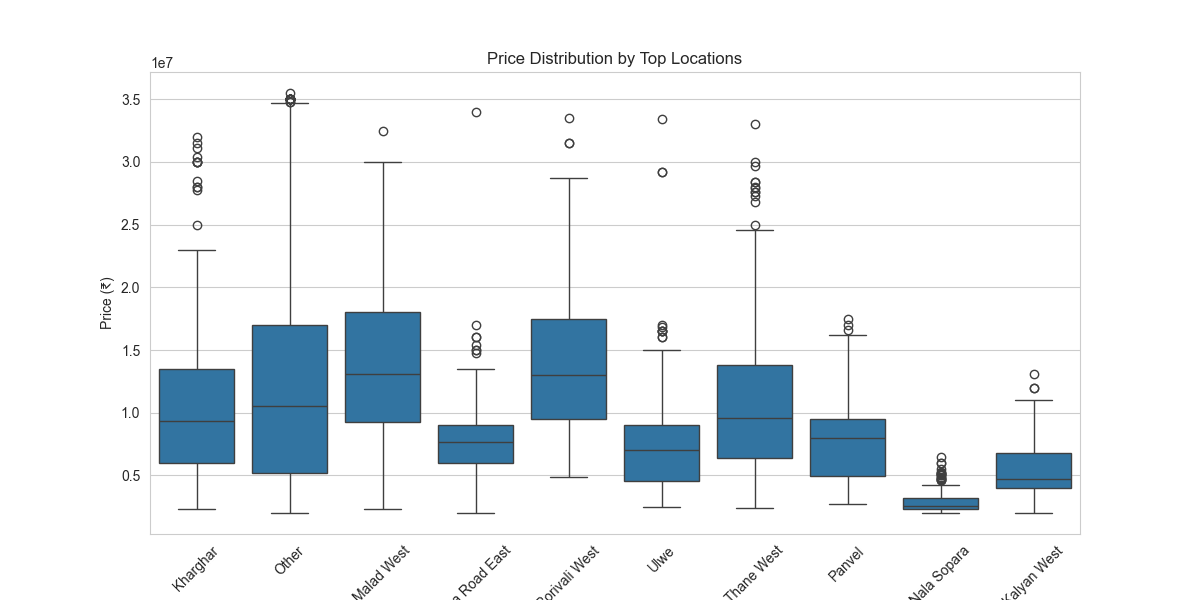 Price Distribution by Top Locations
1e7
3.5
3.0
2.5
2.0
1.5
1.0
0.5
Price (₹)
Kharghar
Other
Malad West
Road East
Borivali West
Ulwe
Thane West
Panvel
Nala Sopara
Kalyan West